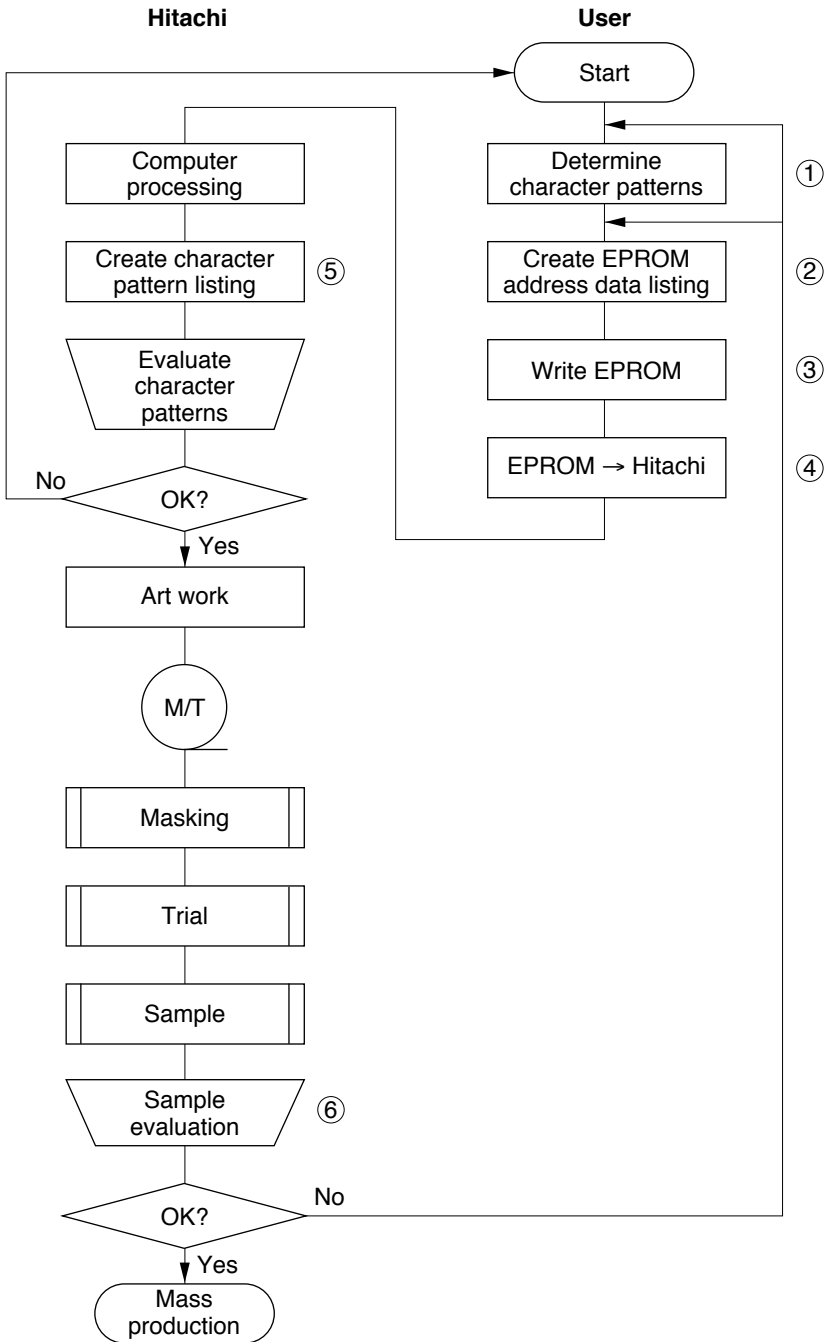 Hitachi
User
Start
Determine
character patterns
①
Create EPROM
address data listing
②
Write EPROM
③
EPROM → Hitachi
④
Computer
processing
Create character
pattern listing
⑤
Evaluate
character
patterns
OK?
No
Yes
Art work
M/T
Masking
Trial
Sample
Sample
evaluation
⑥
OK?
No
Yes
Mass
production